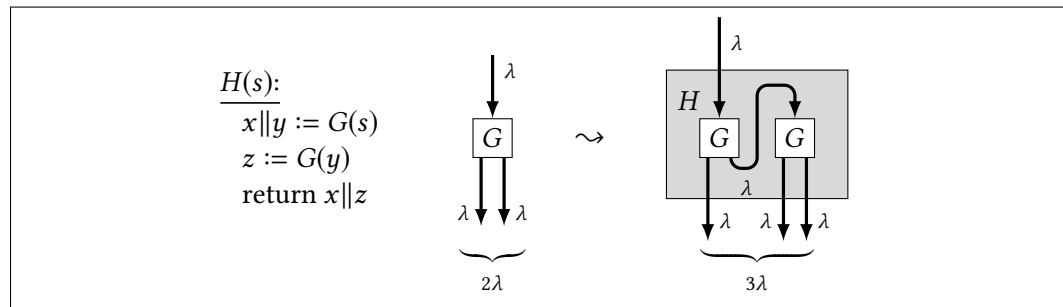 H(s):
x‖y := G(s)
z := G(y)
return x‖z
λ
G
λ λ
2λ
⤳
λ
H
G G
λ
λ λ λ
3λ